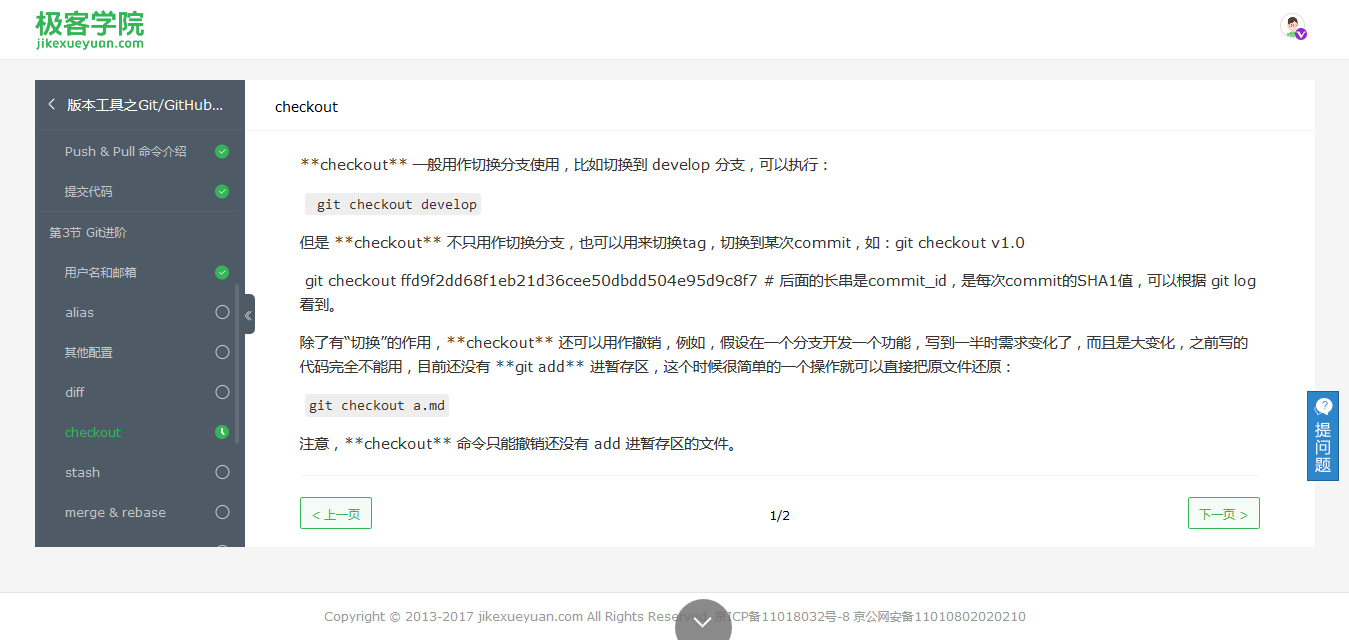 极客学院
jikexueyuan.com
版本工具之Git/GitHub...
Push & Pull 命令介绍
提交代码
第3节 Git进阶
用户名和邮箱
alias
其他配置
diff
checkout
stash
merge & rebase
checkout
**checkout** 一般用作切换分支使用，比如切换到 develop 分支，可以执行：
git checkout develop
但是 **checkout** 不只用作切换分支，也可以用来切换tag，切换到某次commit，如：git checkout v1.0
git checkout ffd9f2dd68f1eb21d36cee50dbdd504e95d9c8f7 # 后面的长串是commit_id，是每次commit的SHA1值，可以根据 git log
看到。
除了有“切换”的作用，**checkout** 还可以用作撤销，例如，假设在一个分支开发一个功能，写到一半时需求变化了，而且是大变化，之前写的
代码完全不能用，目前还没有 **git add** 进暂存区，这个时候很简单的一个操作就可以直接把原文件还原：
git checkout a.md
注意，**checkout** 命令只能撤销还没有 add 进暂存区的文件。
< 上一页
1/2
下一页 >
提问题
Copyright © 2013-2017 jikexueyuan.com All Rights Reserved. 京ICP备11018032号-8 京公网安备11010802020210